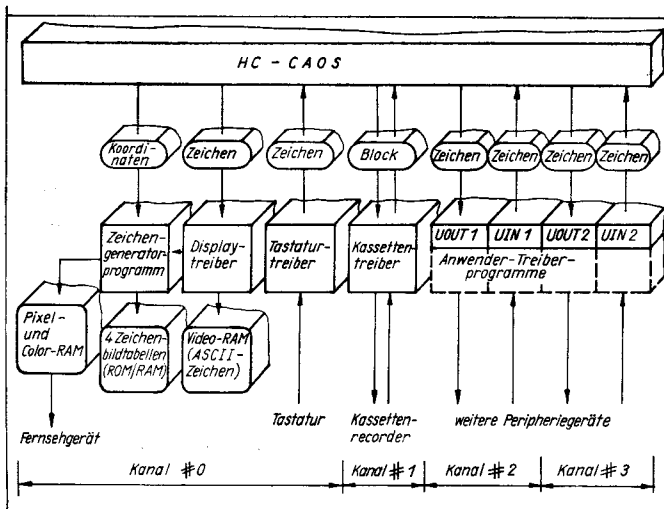 HC-CAOS
Koordi-
naten
Zeichen
Zeichen
Block
Zeichen
Zeichen
Zeichen
Zeichen
Zeichen-
generator-
programm
Display-
treiber
Tastatur-
treiber
Kassetten-
treiber
UOUT 1
UIN 1
UOUT 2
UIN 2
Anwender-Treiber-
programme
Pixel-
und
Color-RAM
4 Zeichen-
bildtabellen
(ROM/RAM)
Video-RAM
(ASCII-
Zeichen)
Fernsehgerät
Tastatur
Kassetten-
recorder
weitere Peripheriegeräte
Kanal #0
Kanal #1
Kanal #2
Kanal #3